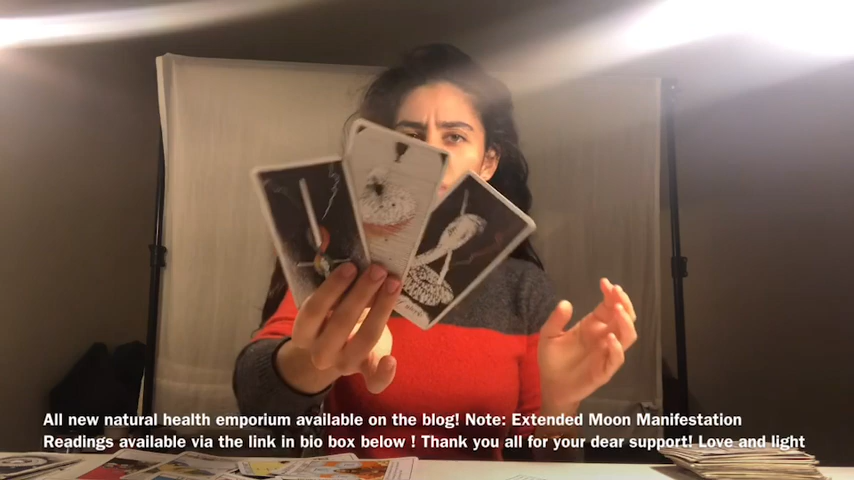 All new natural health emporium available on the blog! Note: Extended Moon Manifestation
Readings available via the link in bio box below ! Thank you all for your dear support! Love and light